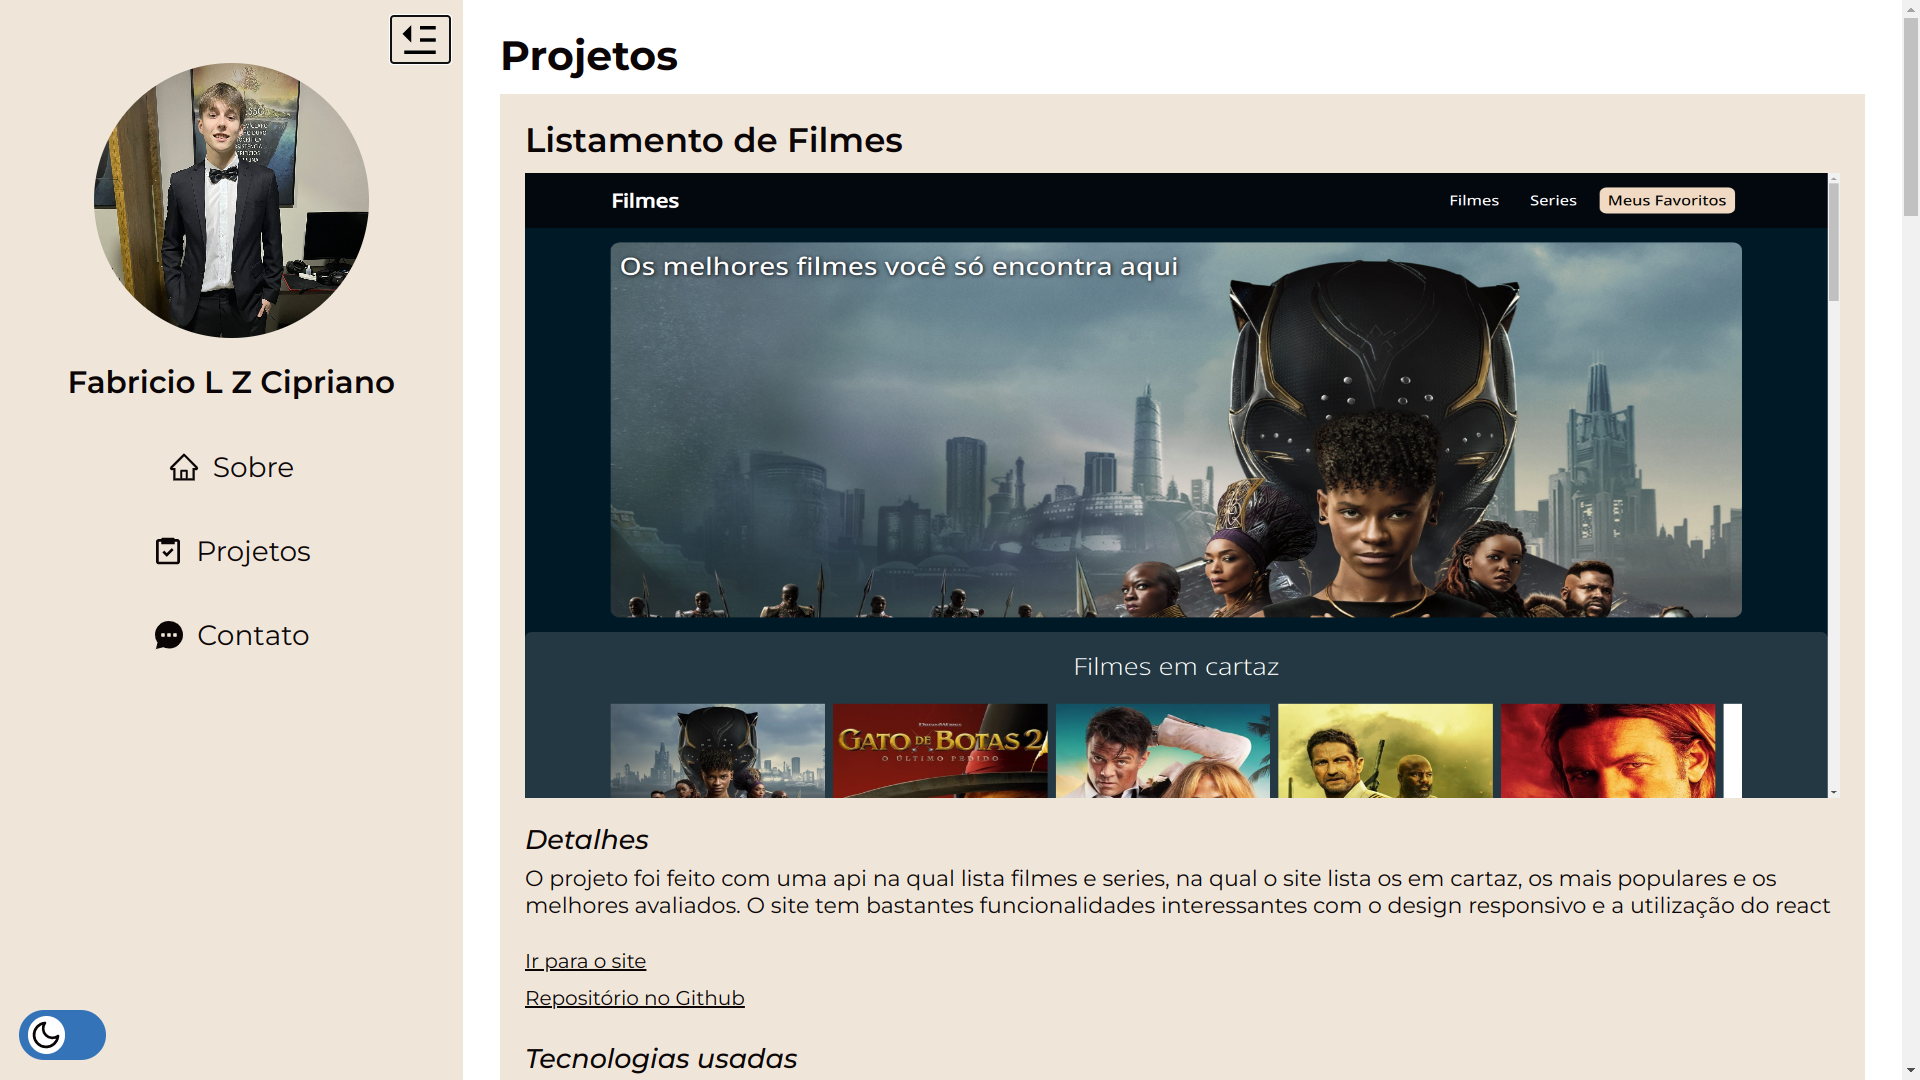 Fabricio L Z Cipriano
Sobre
Projetos
Contato
Projetos
Listamento de Filmes
Filmes
Filmes Series Meus Favoritos
Os melhores filmes você só encontra aqui
Filmes em cartaz
GATO DE BOTAS 2
O ÚLTIMO PEDIDO
Detalhes
O projeto foi feito com uma api na qual lista filmes e series, na qual o site lista os em cartaz, os mais populares e os
melhores avaliados. O site tem bastantes funcionalidades interessantes com o design responsivo e a utilização do react
Ir para o site
Repositório no Github
Tecnologias usadas